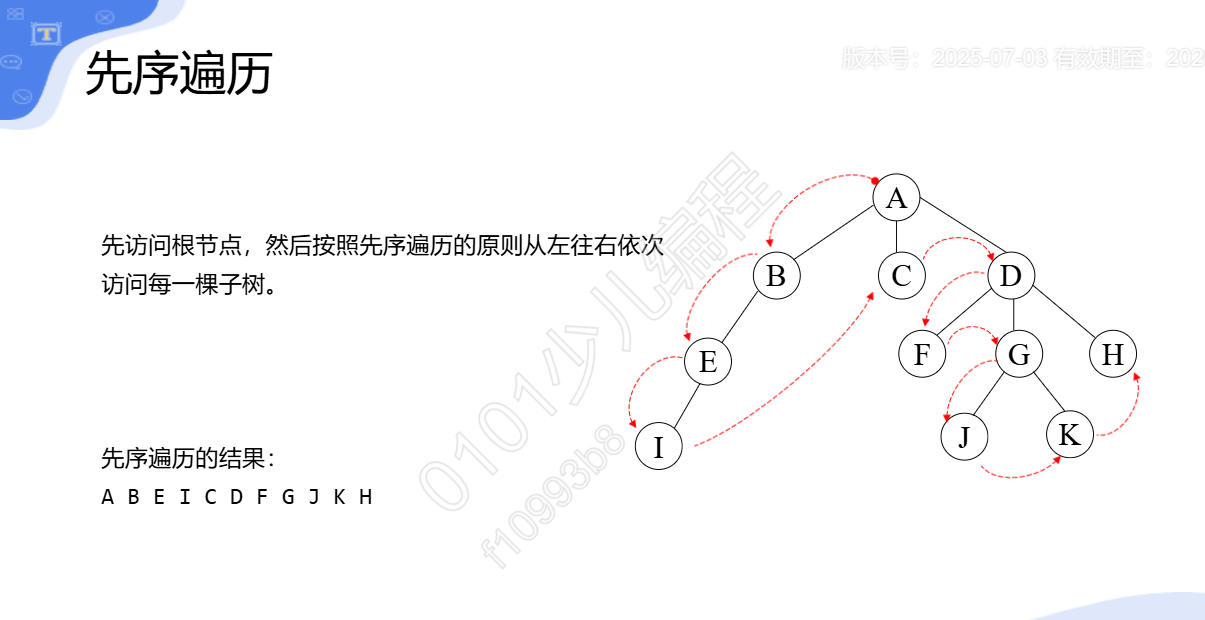 先序遍历
版本号：2025-07-03 有效期至：202
先访问根节点，然后按照先序遍历的原则从左往右依次
访问每一棵子树。
先序遍历的结果：
A B E I C D F G J K H
A
B
C
D
E
F
G
H
I
J
K
0101少儿编程
f10993b8
T